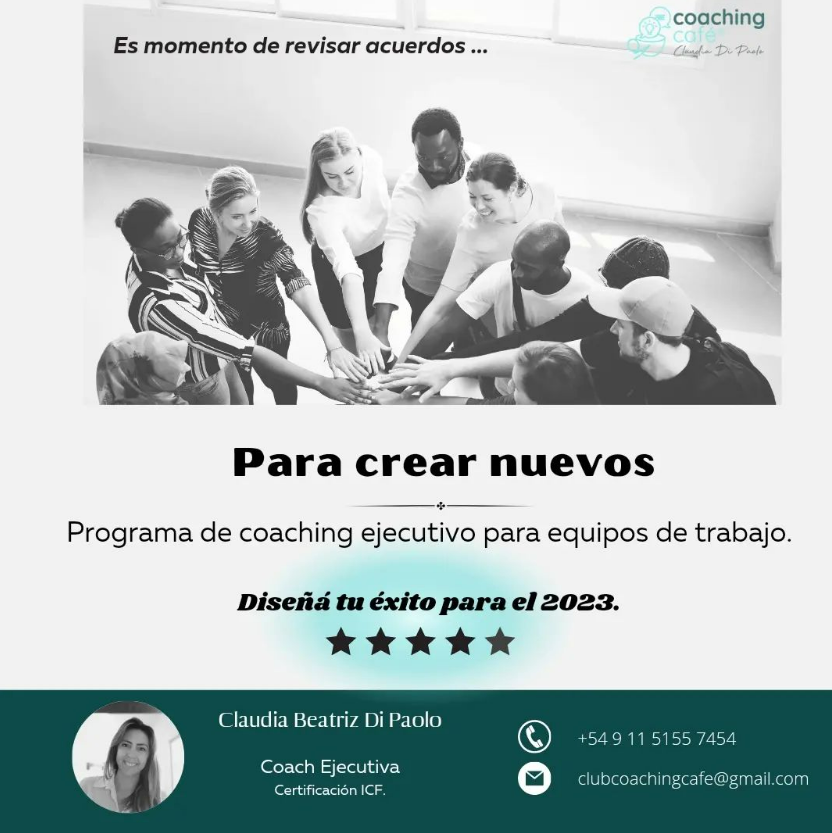 Es momento de revisar acuerdos ...
coaching
café
Claudia Di Paolo
Para crear nuevos
Programa de coaching ejecutivo para equipos de trabajo.
Diseñá tu éxito para el 2023.
Claudia Beatriz Di Paolo
Coach Ejecutiva
Certificación ICF.
+54 9 11 5155 7454
clubcoachingcafe@gmail.com